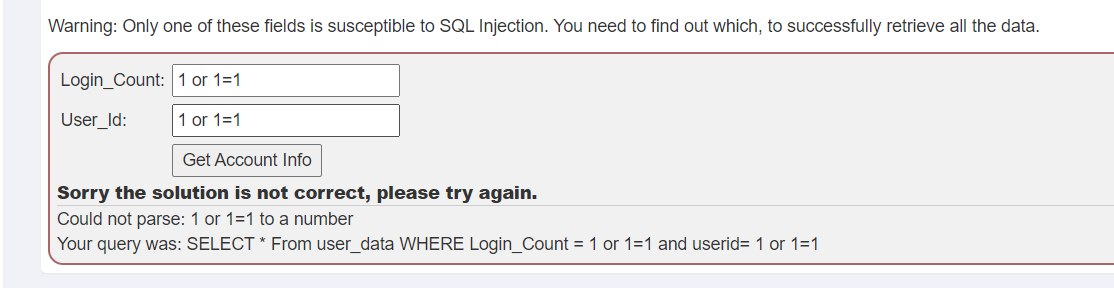 Warning: Only one of these fields is susceptible to SQL Injection. You need to find out which, to successfully retrieve all the data.
Login_Count: 1 or 1=1
User_Id: 1 or 1=1
Get Account Info
Sorry the solution is not correct, please try again.
Could not parse: 1 or 1=1 to a number
Your query was: SELECT * From user_data WHERE Login_Count = 1 or 1=1 and userid= 1 or 1=1